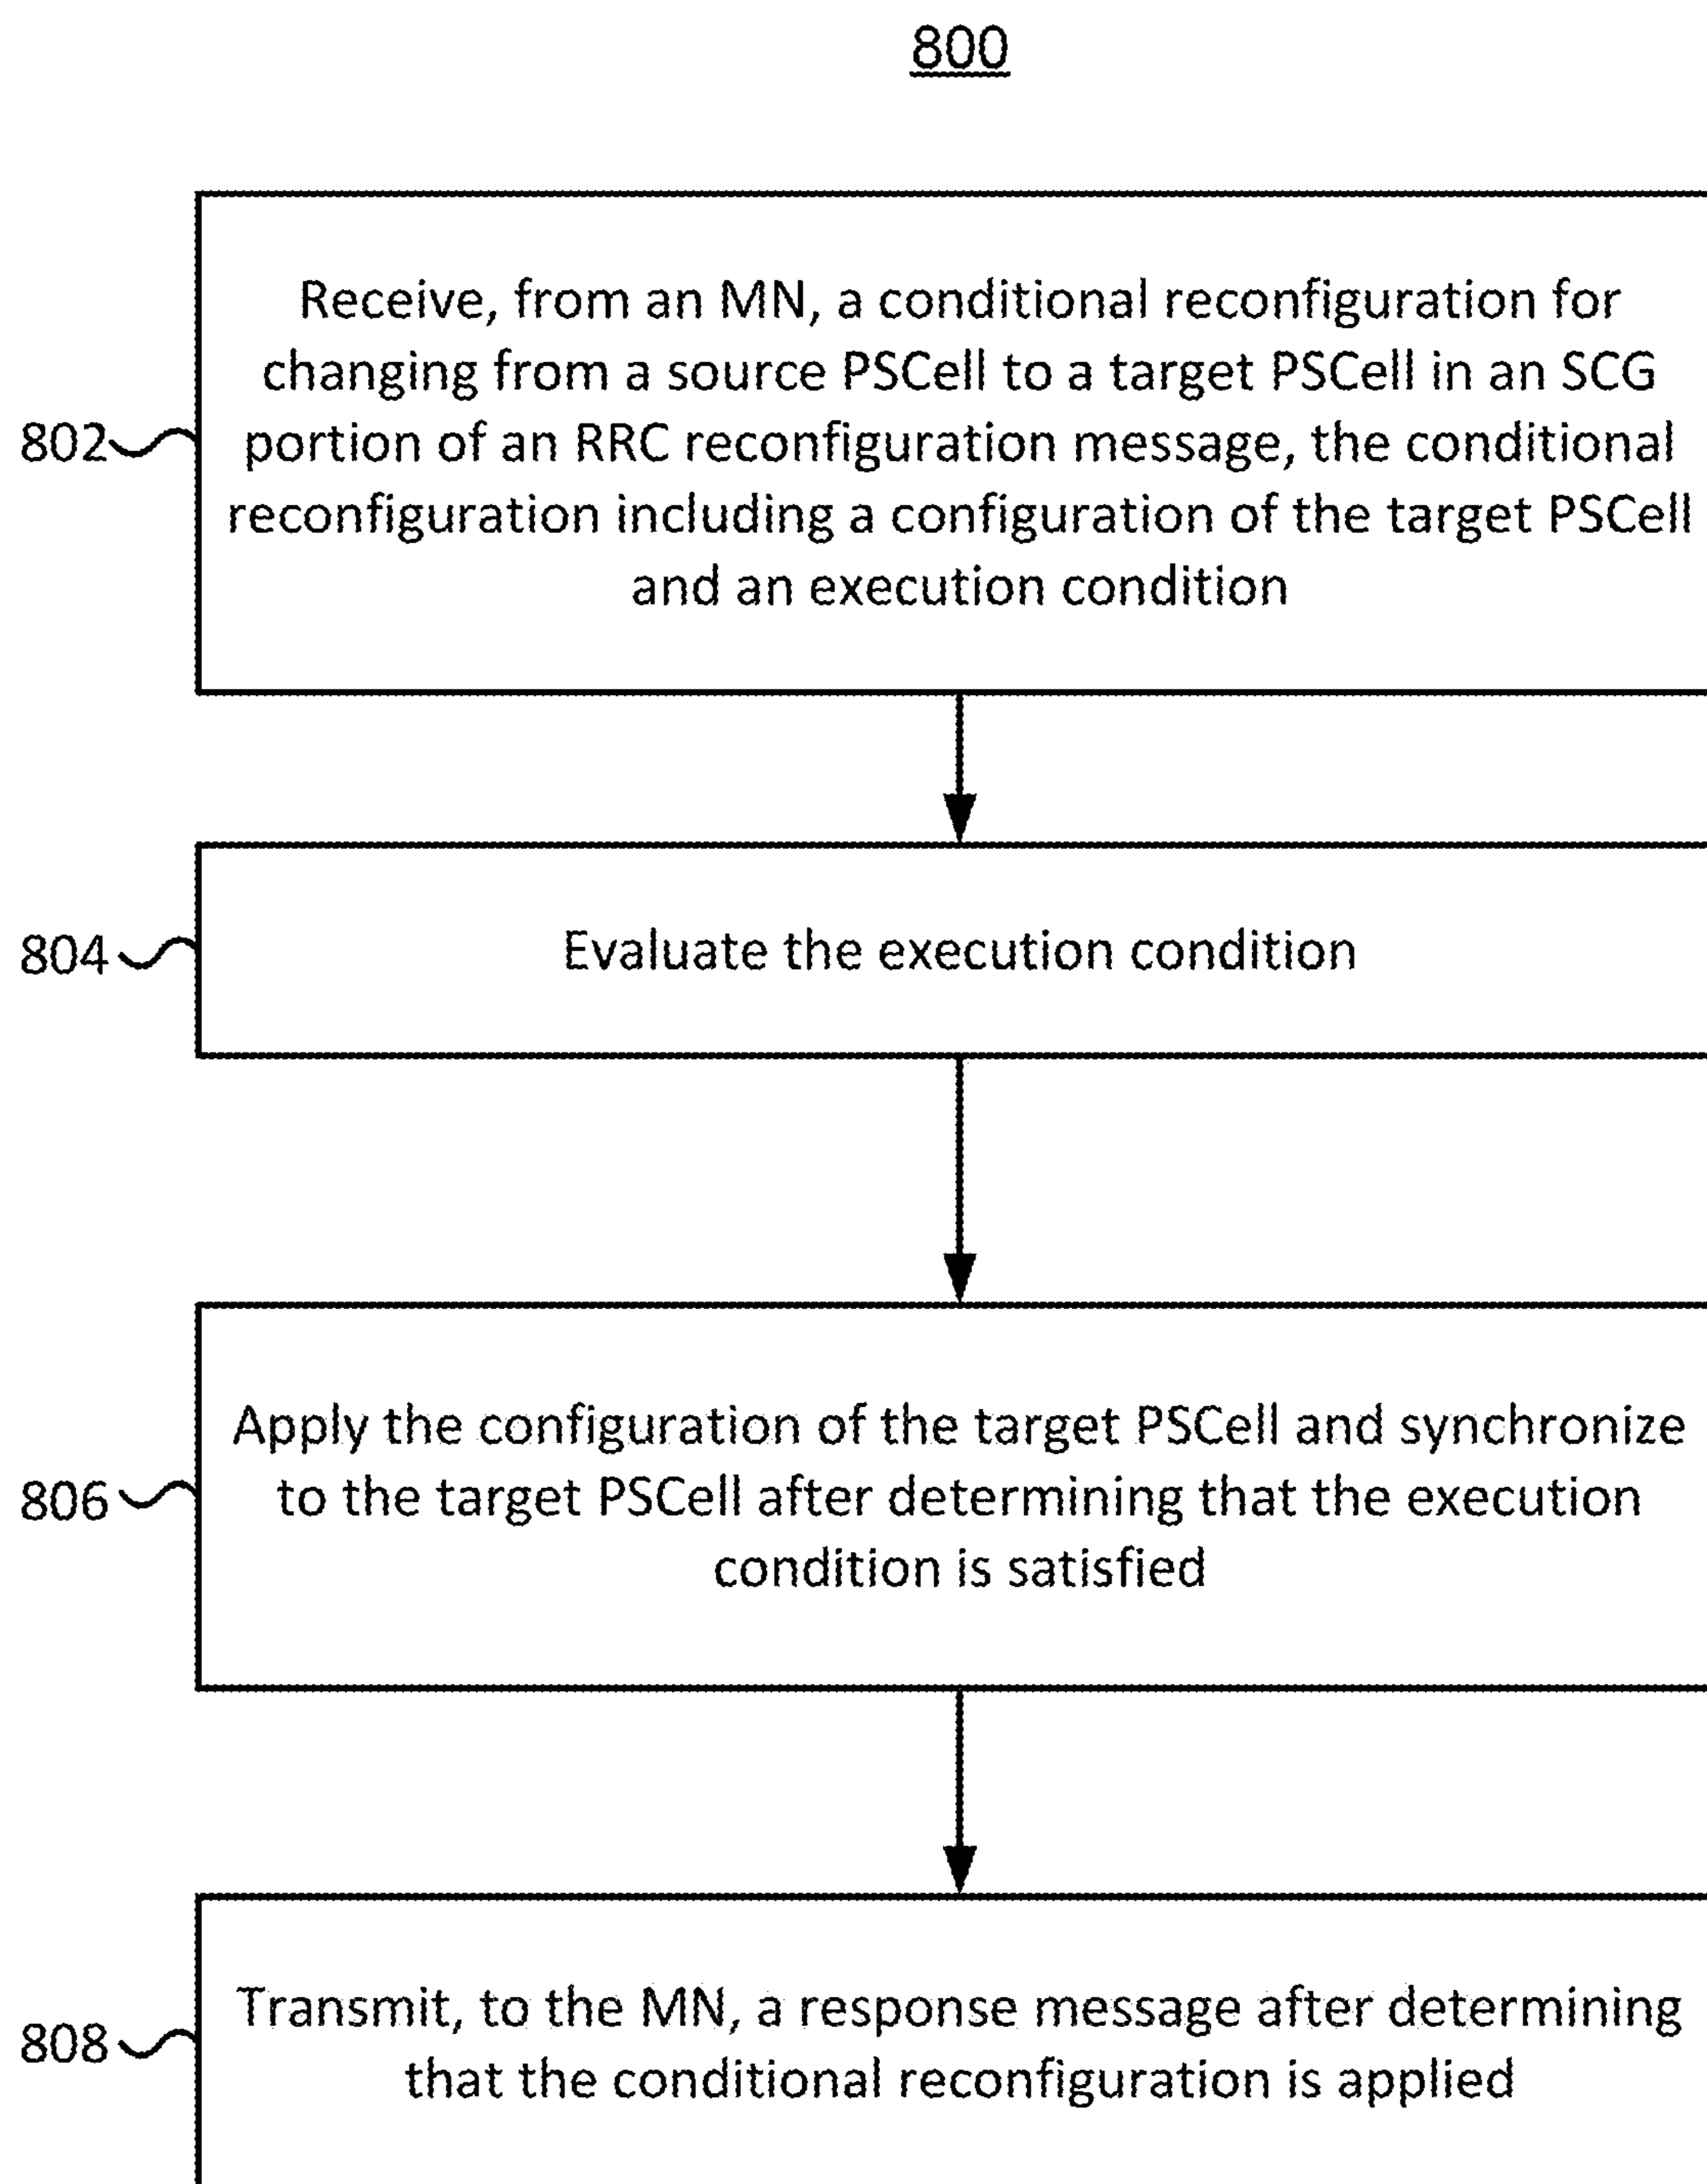 800
Receive, from an MN, a conditional reconfiguration for
changing from a source PSCell to a target PSCell in an SCG
802
portion of an RRC reconfiguration message, the conditional
reconfiguration including a configuration of the target PSCell
and an execution condition
804
Evaluate the execution condition
Apply the configuration of the target PSCell and synchronize
806
to the target PSCell after determining that the execution
condition is satisfied
Transmit, to the MN, a response message after determining
808
that the conditional reconfiguration is applied